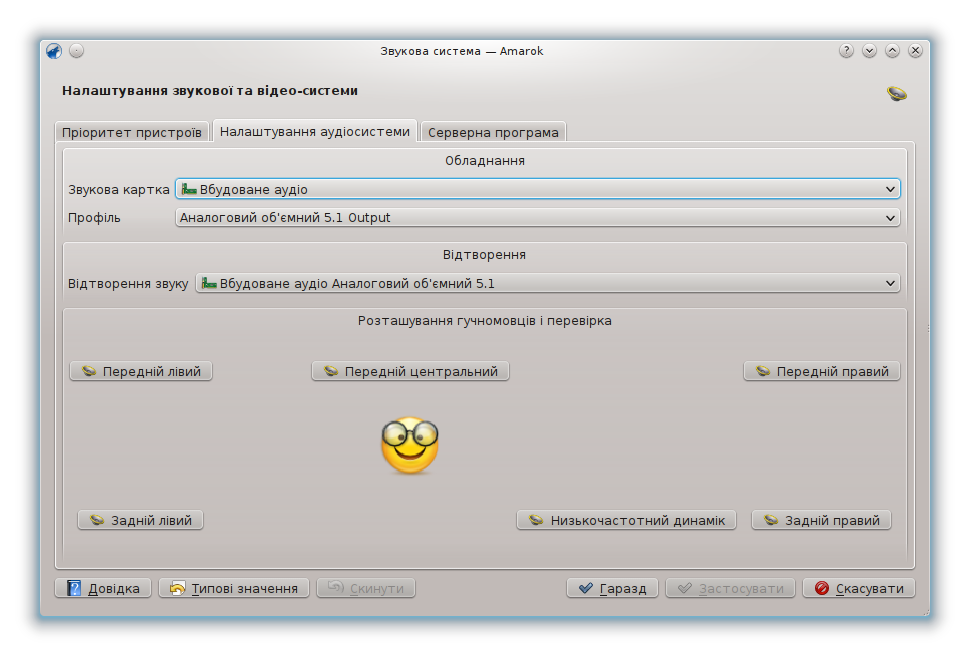 Звукова система — Amarok
Налаштування звукової та відео-системи
Пріоритет пристроїв Налаштування аудіосистеми Серверна програма
Обладнання
Звукова картка Вбудоване аудіо
Профіль Аналоговий об'ємний 5.1 Output
Відтворення
Відтворення звуку Вбудоване аудіо Аналоговий об'ємний 5.1
Розташування гучномовців і перевірка
Передній лівий Передній центральний Передній правий
Задній лівий Низькочастотний динамік Задній правий
Довідка Типові значення Скинути Гаразд Застосувати Скасувати